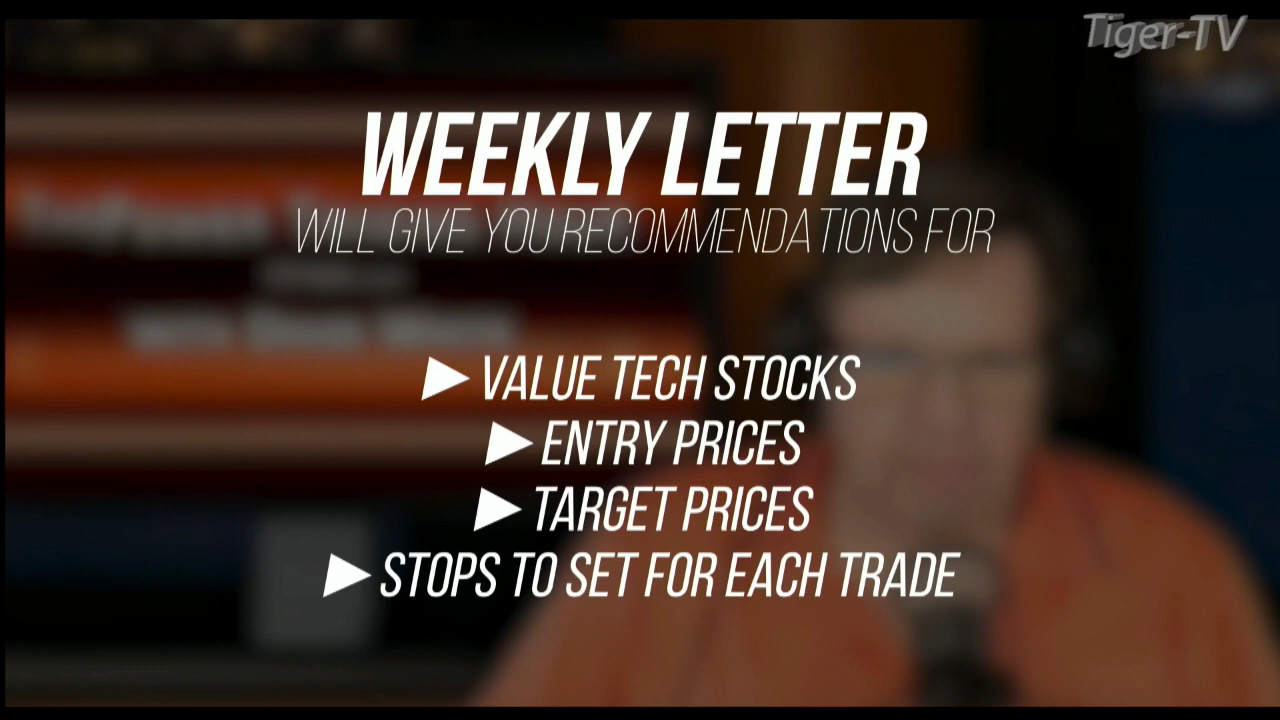 Tiger-TV
WEEKLY LETTER
WILL GIVE YOU RECOMMENDATIONS FOR
► VALUE TECH STOCKS
► ENTRY PRICES
► TARGET PRICES
► STOPS TO SET FOR EACH TRADE